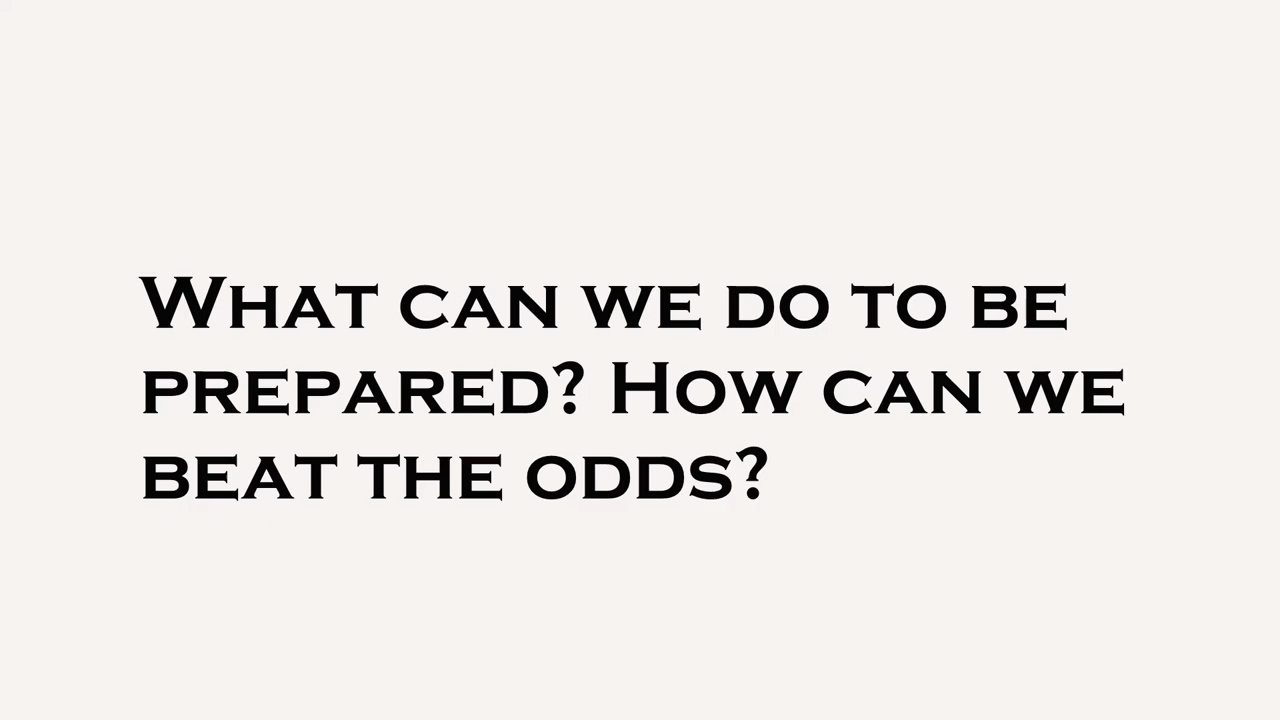 What can we do to be
prepared? How can we
beat the odds?